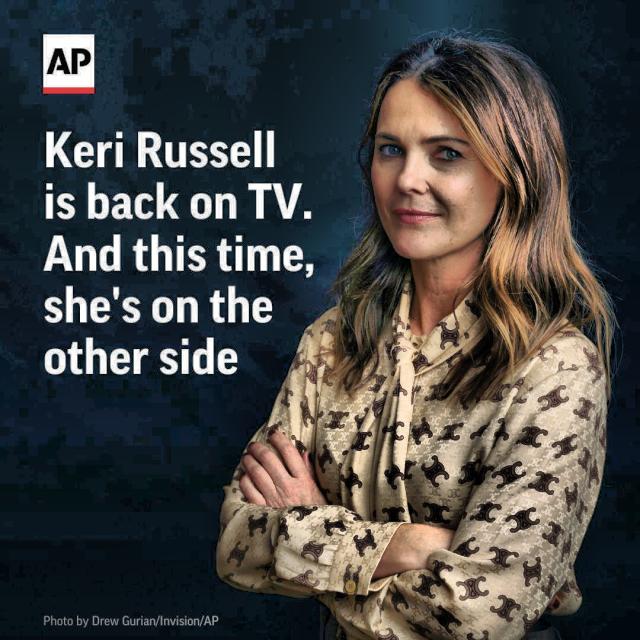 AP
Keri Russell
is back on TV.
And this time,
she's on the
other side
Photo by Drew Gurian/Invision/AP